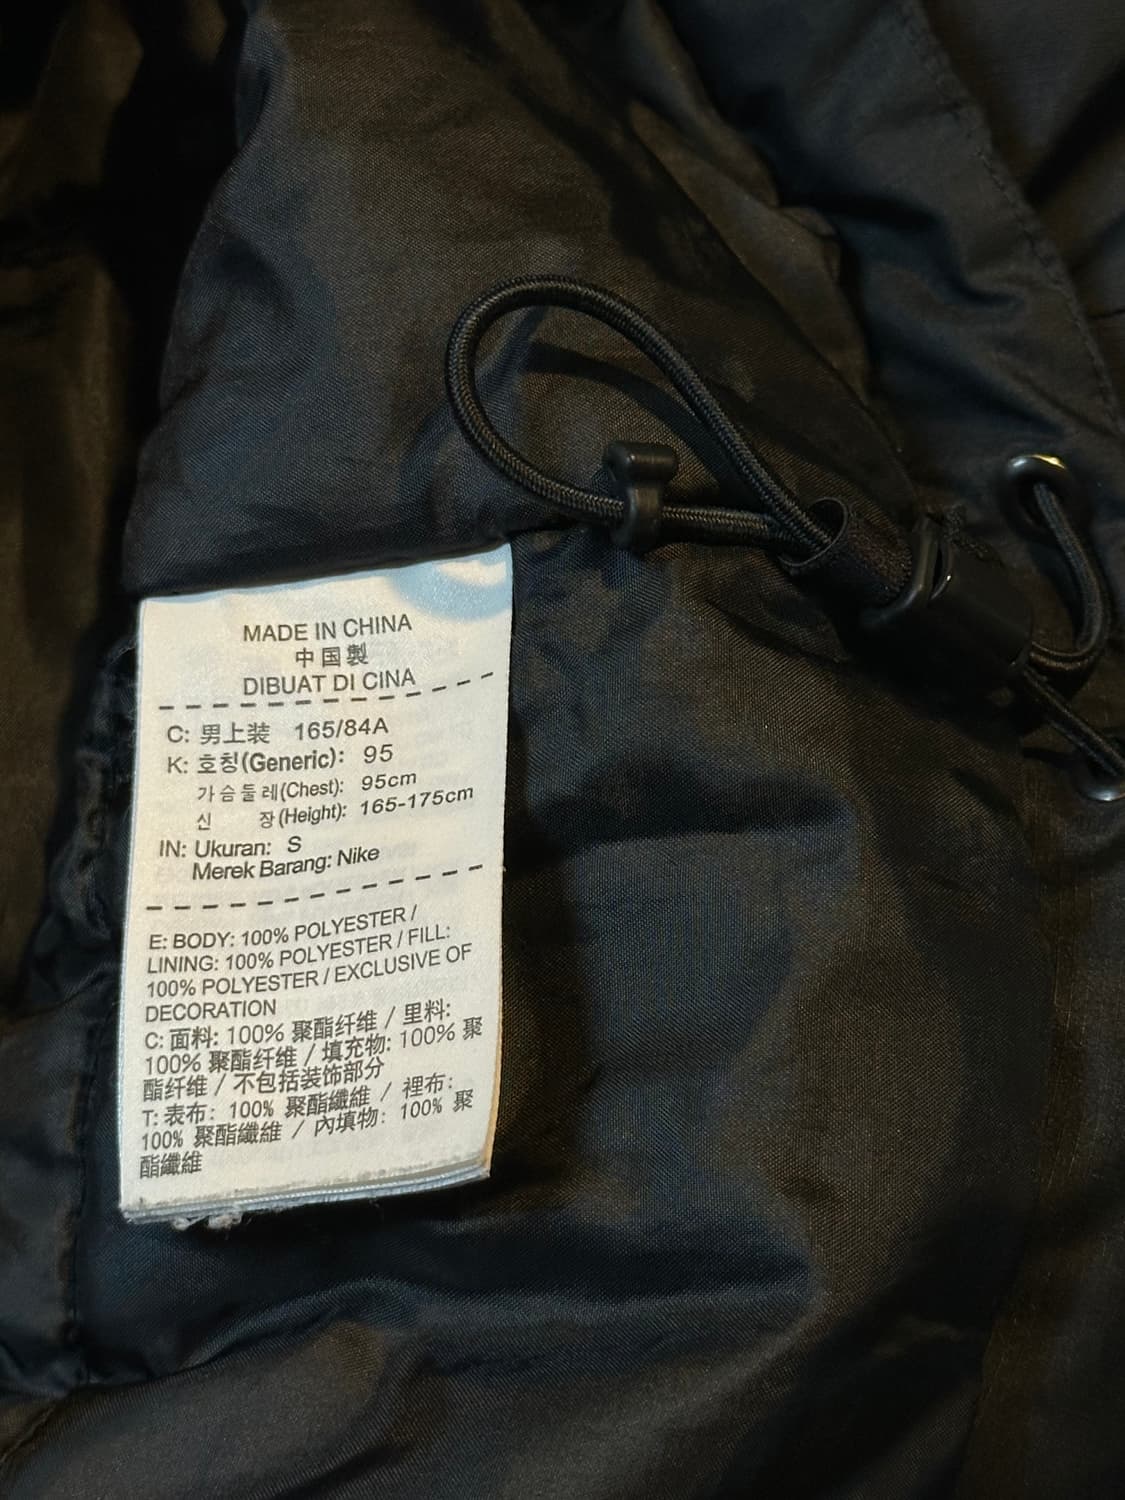 MADE IN CHINA
中国製
DIBUAT DI CINA
C: 男上装 165/84A
K: 호칭(Generic): 95
가슴둘레(Chest): 95cm
신 장(Height): 165-175cm
IN: Ukuran: S
Merek Barang: Nike
E: BODY: 100% POLYESTER /
LINING: 100% POLYESTER / FILL:
100% POLYESTER / EXCLUSIVE OF
DECORATION
C: 面料: 100% 聚酯纤维 / 里料:
100% 聚酯纤维 / 填充物: 100% 聚
酯纤维 / 不包括装饰部分
T: 表布: 100% 聚酯纖維 / 裡布:
100% 聚酯纖維 / 內填物: 100% 聚
酯纖維